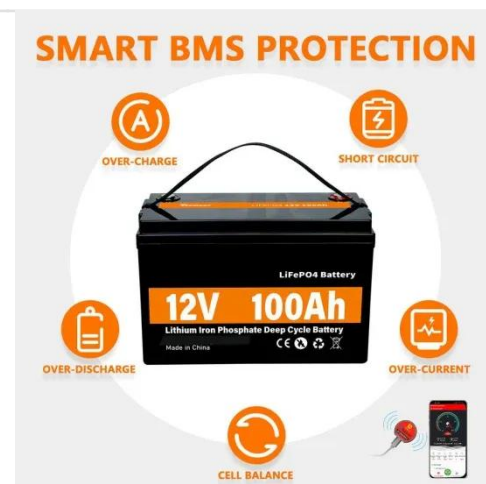 SMART BMS PROTECTION
A
OVER-CHARGE
SHORT CIRCUIT
LiFePO4 Battery
12V 100Ah
Lithium Iron Phosphate Deep Cycle Battery
Made in China
CE
OVER-DISCHARGE
OVER-CURRENT
CELL BALANCE